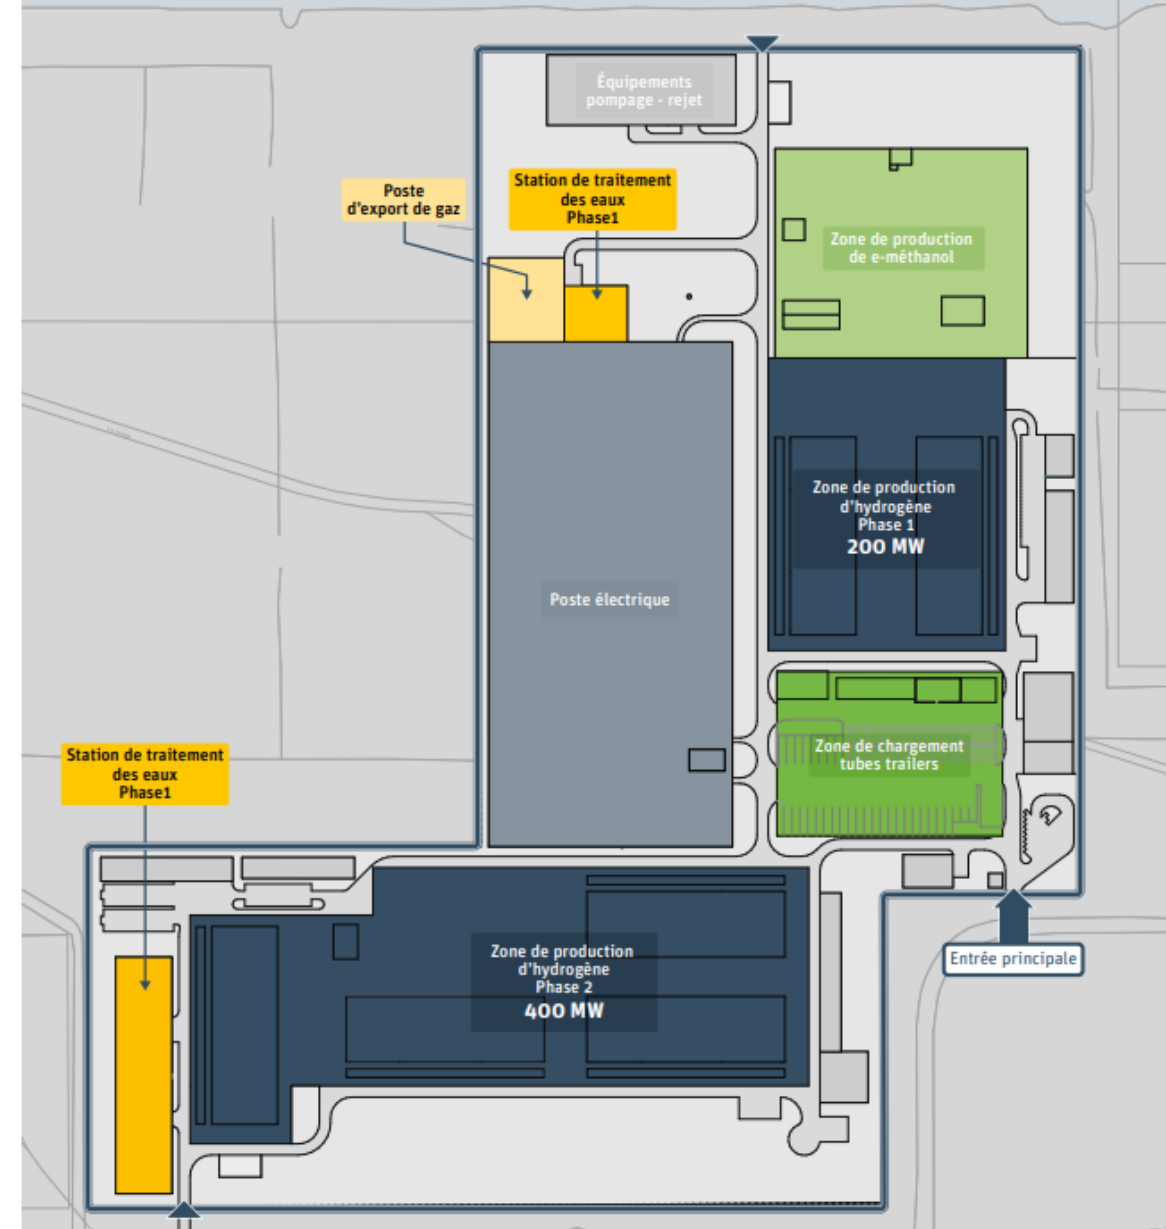 Équipements
pompage - rejet
Station de traitement
des eaux
Phase1
Poste
d'export de gaz
Zone de production
de e-méthanol
Zone de production
d'hydrogène
Phase 1
200 MW
Poste électrique
Zone de chargement
tubes trailers
Station de traitement
des eaux
Phase1
Zone de production
d'hydrogène
Phase 2
400 MW
Entrée principale